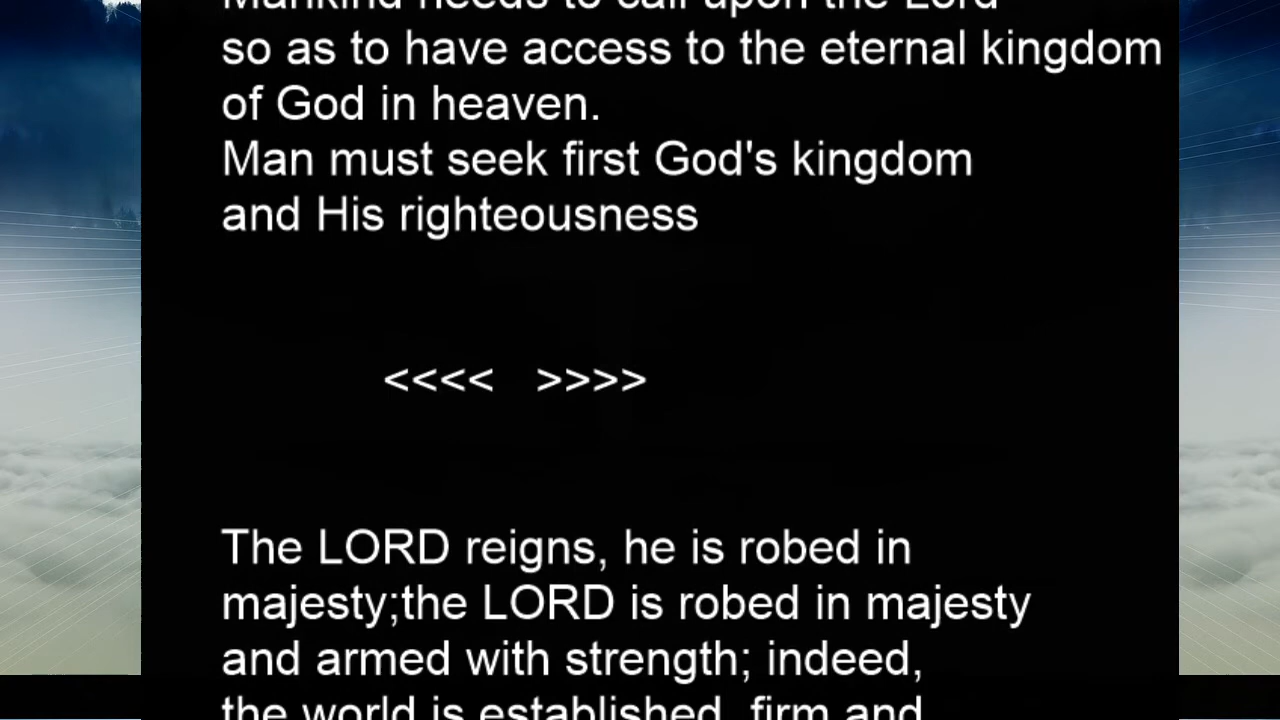 Mankind needs to call upon the Lord
so as to have access to the eternal kingdom
of God in heaven.
Man must seek first God's kingdom
and His righteousness
<<<< >>>>
The LORD reigns, he is robed in
majesty;the LORD is robed in majesty
and armed with strength; indeed,
the world is established, firm and